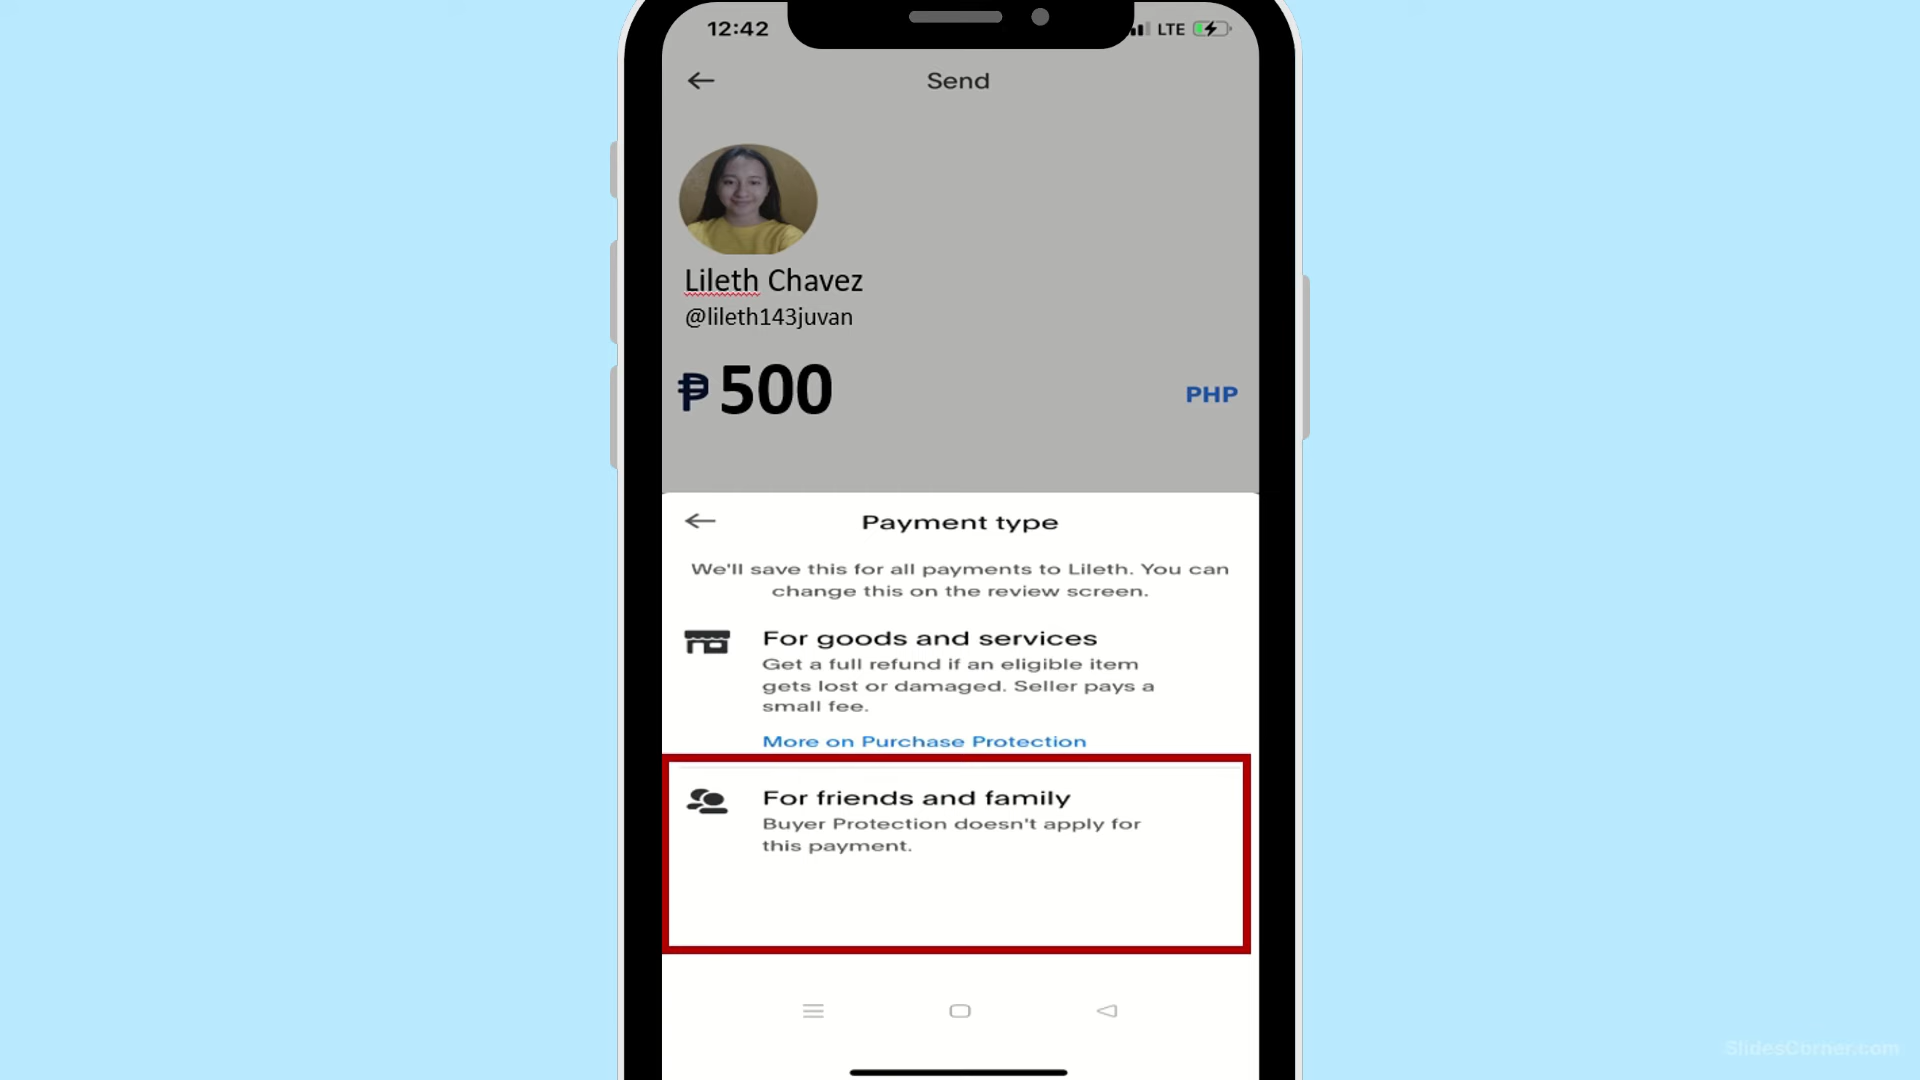 12:42
LTE
Send
Lileth Chavez
@lileth143juvan
₱500
PHP
Payment type
We'll save this for all payments to Lileth. You can
change this on the review screen.
For goods and services
Get a full refund if an eligible item
gets lost or damaged. Seller pays a
small fee.
More on Purchase Protection
For friends and family
Buyer Protection doesn't apply for
this payment.
SlidesCorner.com